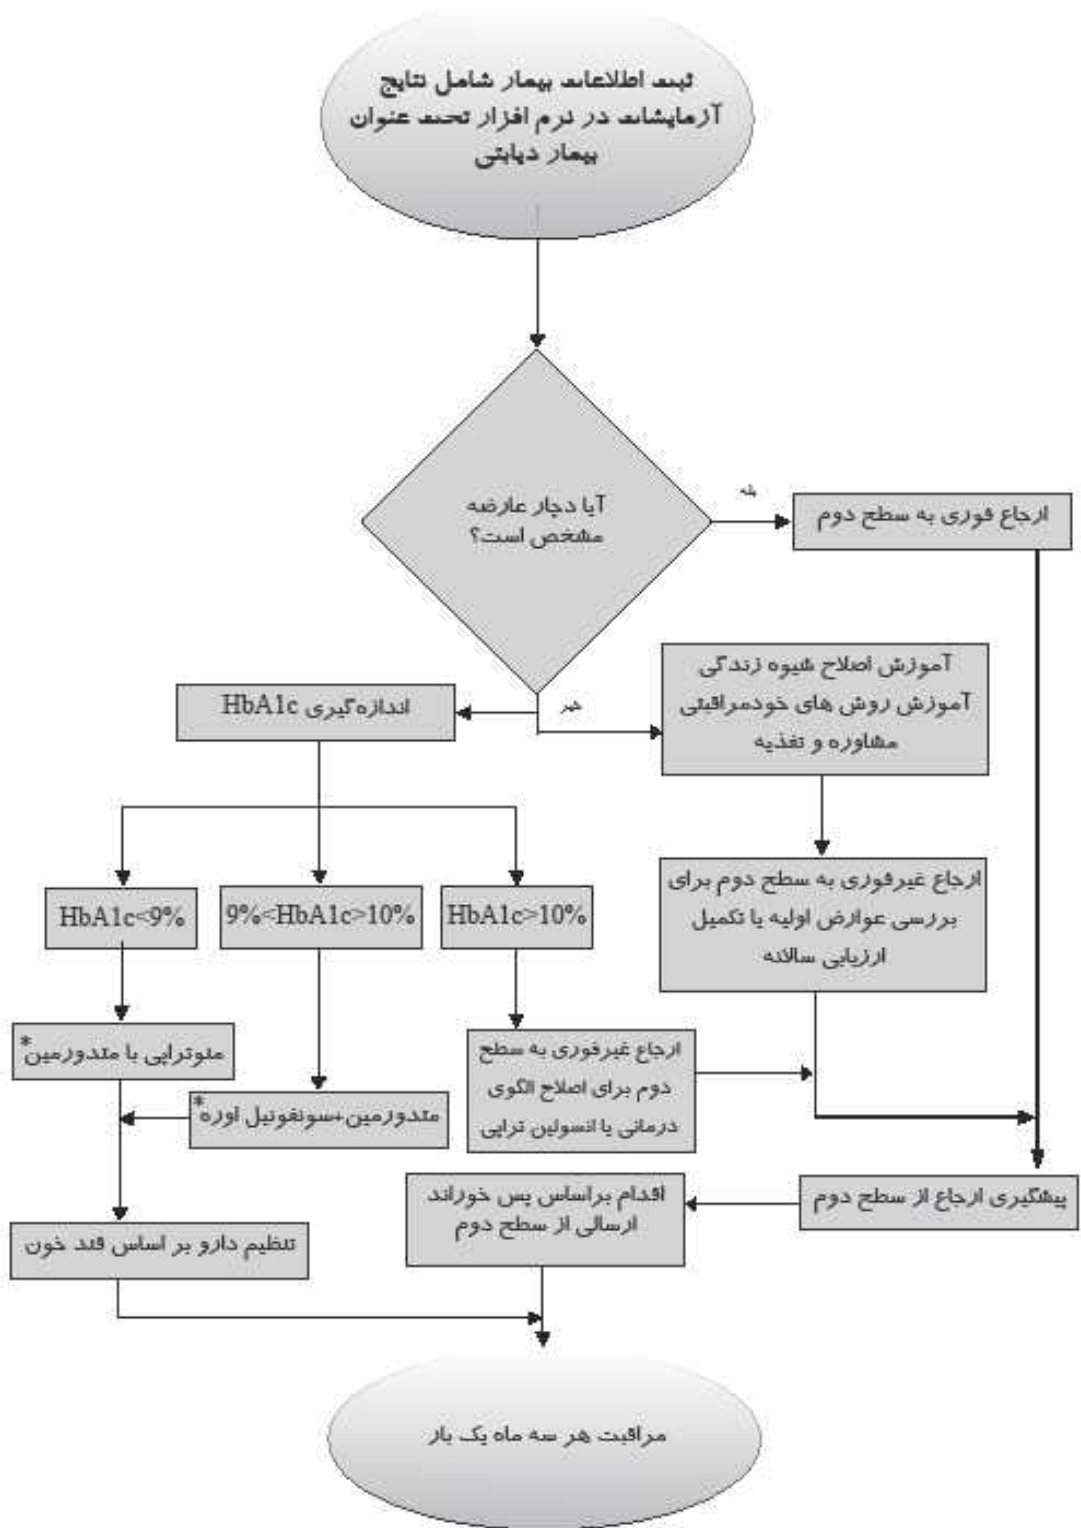 ثبت اطلاعات بیمار شامل نتایج
آزمایشات در نرم افزار تحت عنوان
بیمار دیابتی
آیا دچار عارضه
مشخص است؟
بله
ارجاع فوری به سطح دوم
خیر
آموزش اصلاح شیوه زندگی
آموزش روش های خودمراقبتی
مشاوره و تغذیه
اندازه‌گیری HbA1c
ارجاع غیرفوری به سطح دوم برای
بررسی عوارض اولیه یا تکمیل
ارزیابی سالانه
HbA1c>10%
9%<HbA1c>10%
HbA1c<9%
ارجاع غیرفوری به سطح
دوم برای اصلاح الگوی
درمانی یا انسولین تراپی
منوتراپی با متدورمین*
متدورمین+سونفونیل اوره*
پیشگیری ارجاع از سطح دوم
اقدام براساس پس خوراند
ارسالی از سطح دوم
تنظیم دارو بر اساس قند خون
مراقبت هر سه ماه یک بار